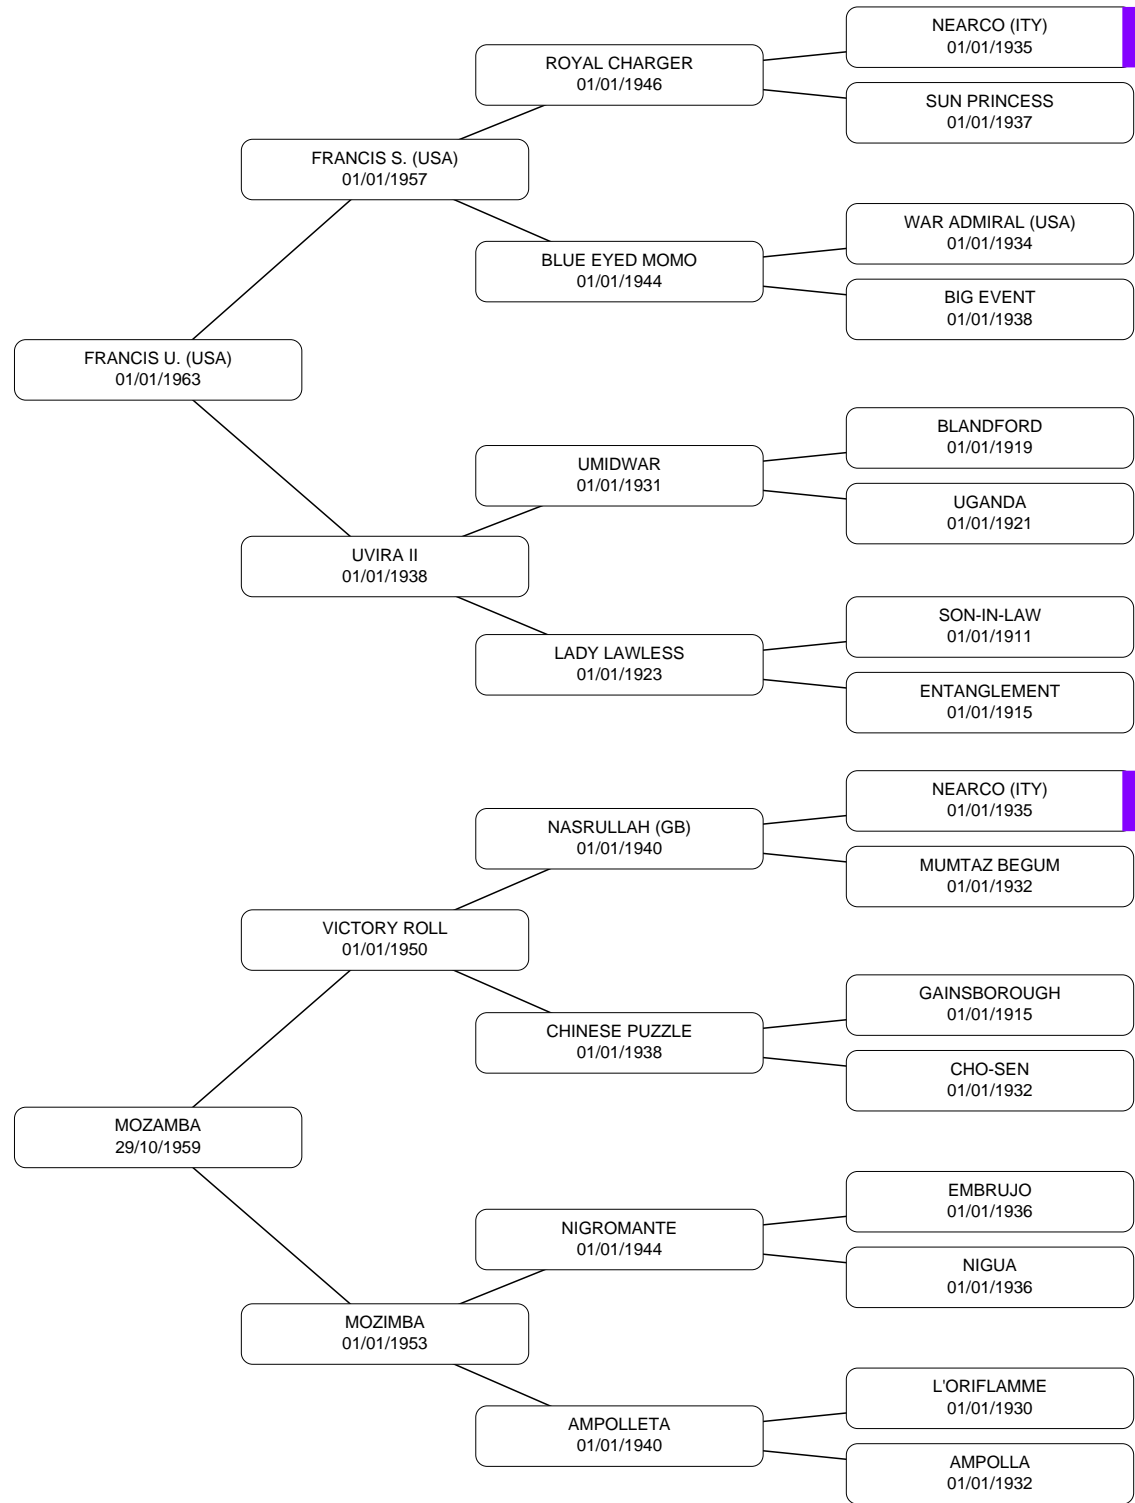 NEARCO (ITY)
01/01/1935
ROYAL CHARGER
01/01/1946
SUN PRINCESS
01/01/1937
FRANCIS S. (USA)
01/01/1957
WAR ADMIRAL (USA)
01/01/1934
BLUE EYED MOMO
01/01/1944
BIG EVENT
01/01/1938
FRANCIS U. (USA)
01/01/1963
BLANDFORD
01/01/1919
UMIDWAR
01/01/1931
UGANDA
01/01/1921
UVIRA II
01/01/1938
SON-IN-LAW
01/01/1911
LADY LAWLESS
01/01/1923
ENTANGLEMENT
01/01/1915
NEARCO (ITY)
01/01/1935
NASRULLAH (GB)
01/01/1940
MUMTAZ BEGUM
01/01/1932
VICTORY ROLL
01/01/1950
GAINSBOROUGH
01/01/1915
CHINESE PUZZLE
01/01/1938
CHO-SEN
01/01/1932
MOZAMBA
29/10/1959
EMBRUJO
01/01/1936
NIGROMANTE
01/01/1944
NIGUA
01/01/1936
MOZIMBA
01/01/1953
L'ORIFLAMME
01/01/1930
AMPOLLETA
01/01/1940
AMPOLLA
01/01/1932